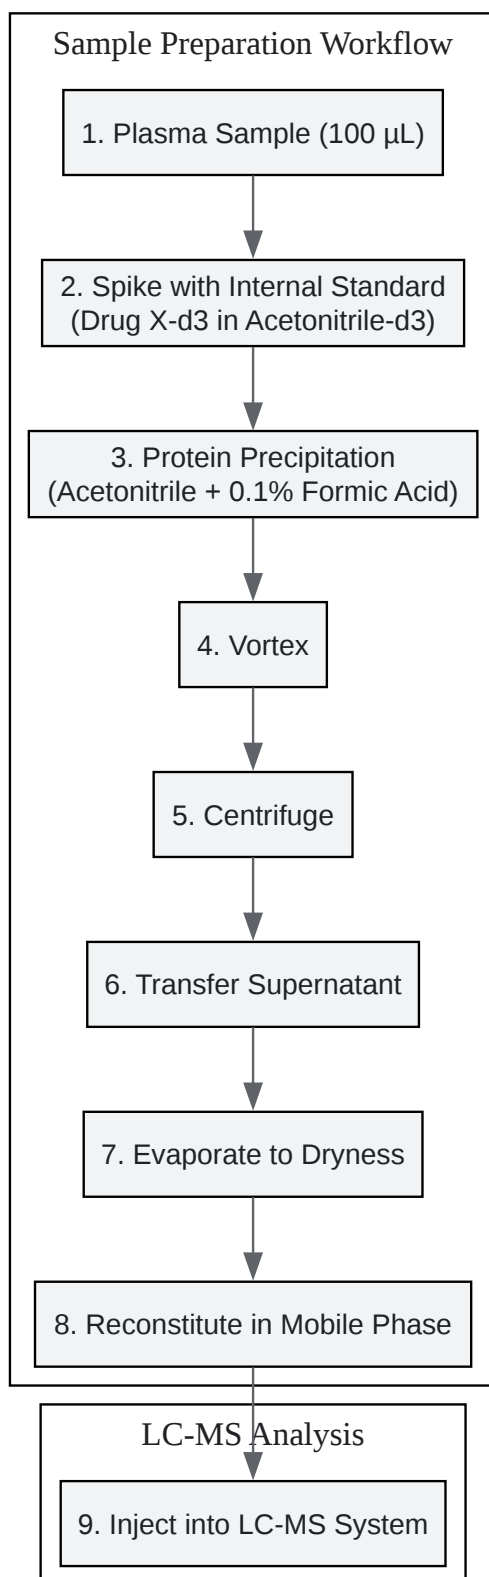 Sample Preparation Workflow
1. Plasma Sample (100 µL)
2. Spike with Internal Standard
(Drug X-d3 in Acetonitrile-d3)
3. Protein Precipitation
(Acetonitrile + 0.1% Formic Acid)
4. Vortex
5. Centrifuge
6. Transfer Supernatant
7. Evaporate to Dryness
8. Reconstitute in Mobile Phase
LC-MS Analysis
9. Inject into LC-MS System